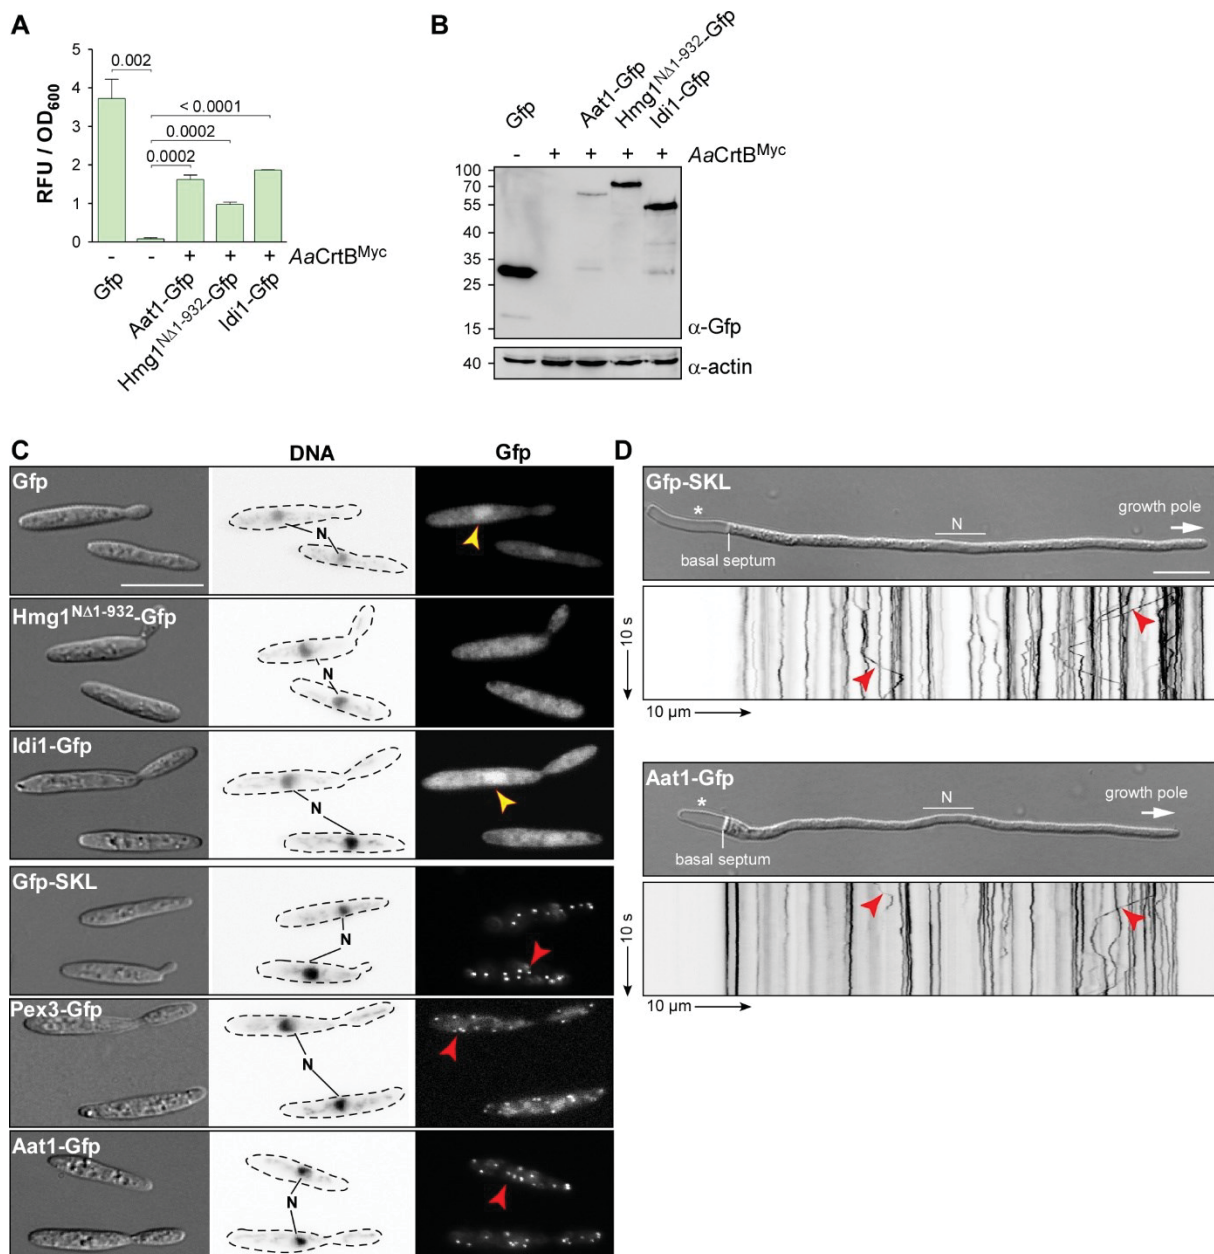 A
RFU / OD600
5
4
3
2
1
0
0.002
< 0.0001
0.0002
0.0002
- - + + + AaCrtBMyc
Gfp
Aat1-Gfp
Hmg1NΔ1-932-Gfp
Idi1-Gfp
B
Gfp
Aat1-Gfp
Hmg1NΔ1-932-Gfp
Idi1-Gfp
- + + + + AaCrtBMyc
100
70
55
40
35
25
15
α-Gfp
40
α-actin
C
DNA
Gfp
Gfp
N
Hmg1NΔ1-932-Gfp
N
Idi1-Gfp
N
Gfp-SKL
N
Pex3-Gfp
N
Aat1-Gfp
N
D
Gfp-SKL
*
N
growth pole
basal septum
10 s
10 µm
Aat1-Gfp
*
N
growth pole
basal septum
10 s
10 µm